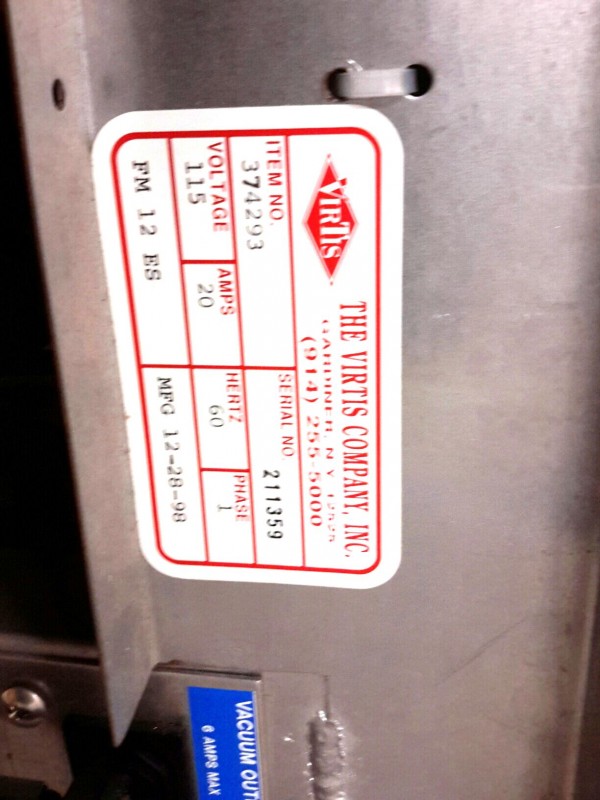 VIRTIS
THE VIRTIS COMPANY, INC.
GARDINER, N.Y. 12525
(914) 255-5000
ITEM NO.
374293
SERIAL NO.
211359
VOLTAGE
115
AMPS
20
HERTZ
60
PHASE
1
FM 12 ES
MFG 12-28-98
VACUUM OUT
6 AMPS MAX